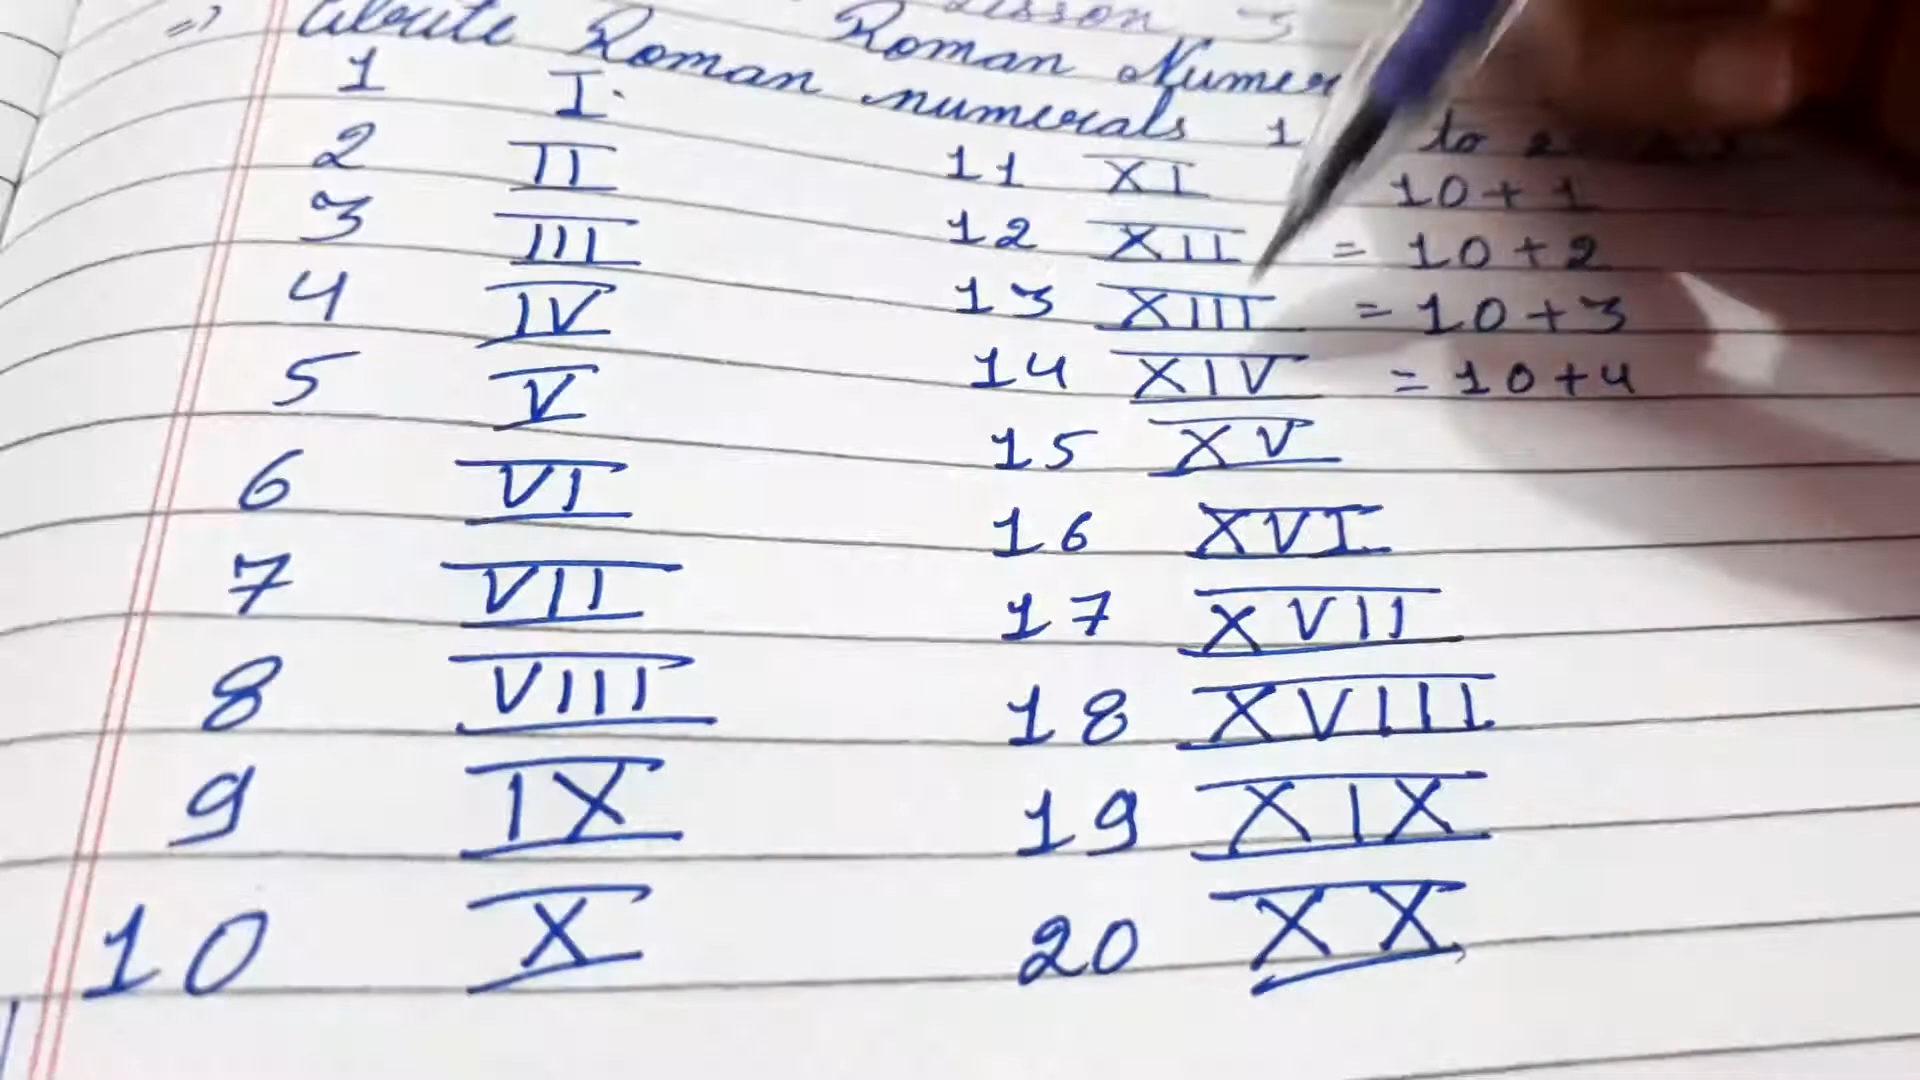 Lesson
Roman Numer
=> Write Roman numerals 1 to
1 I
2 II
3 III
4 IV
5 V
6 VI
7 VII
8 VIII
9 IX
10 X
11 XI 10+1
12 XII = 10+2
13 XIII = 10+3
14 XIV = 10+4
15 XV
16 XVI
17 XVII
18 XVIII
19 XIX
20 XX